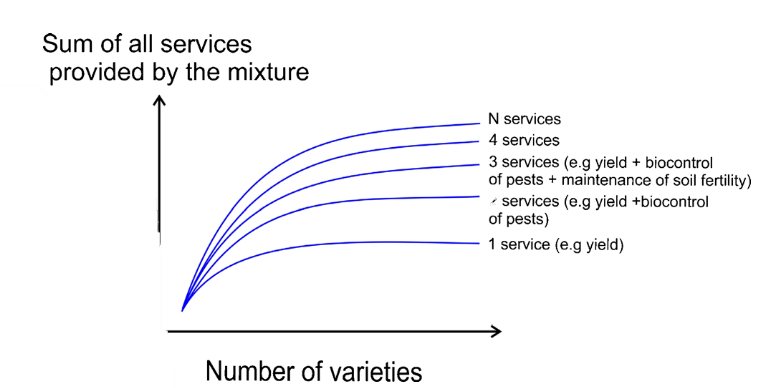 Sum of all services
provided by the mixture
N services
4 services
3 services (e.g yield + biocontrol
of pests + maintenance of soil fertility)
services (e.g yield +biocontrol
of pests)
1 service (e.g yield)
Number of varieties